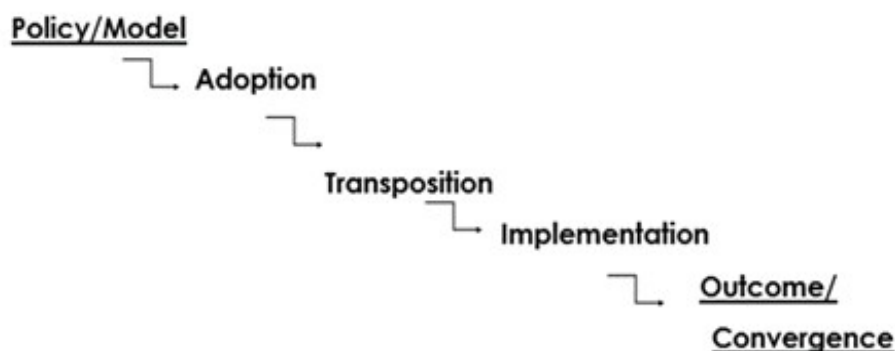 Policy/Model
Adoption
Transposition
Implementation
Outcome/
Convergence